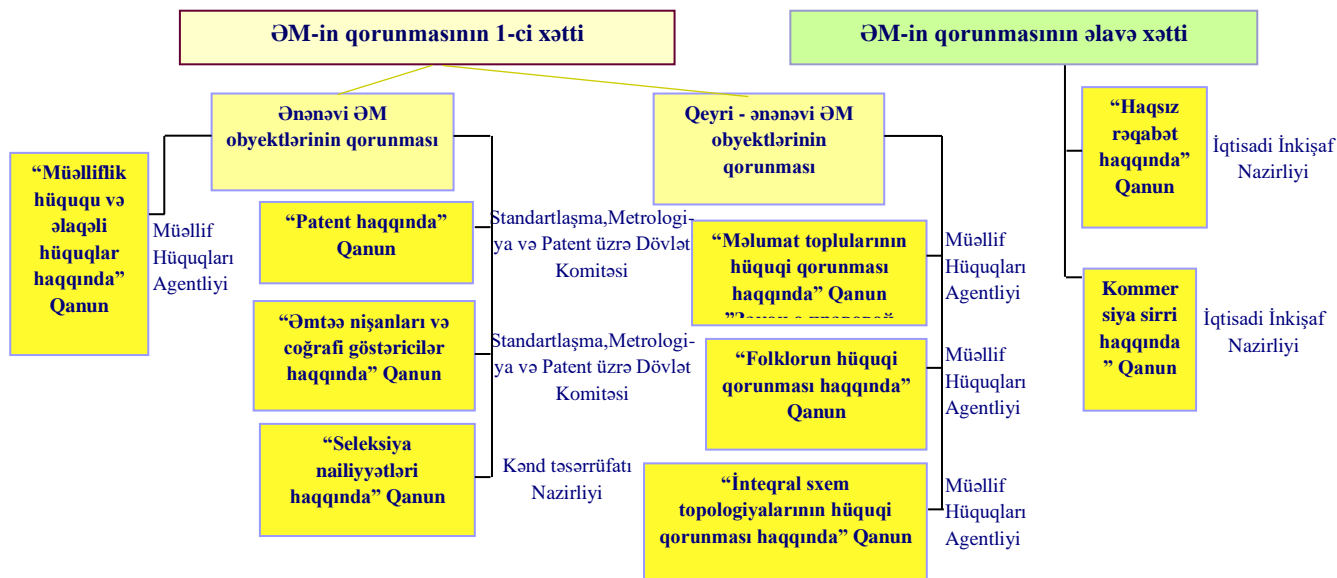 ƏM-in qorunmasının 1-ci xətti
ƏM-in qorunmasının əlavə xətti
Ənənəvi ƏM
obyektlərinin qorunması
“Müəlliflik
hüququ və
əlaqəli
hüquqlar
haqqında”
Qanun
Müəllif
Hüquqları
Agentliyi
“Patent haqqında”
Qanun
Standartlaşma,Metrologi-
ya və Patent üzrə Dövlət
Komitəsi
“Əmtəə nişanları və
coğrafi göstəricilər
haqqında” Qanun
Standartlaşma,Metrologi-
ya və Patent üzrə Dövlət
Komitəsi
“Seleksiya
nailiyyətləri
haqqında” Qanun
Kənd təsərrüfatı
Nazirliyi
Qeyri - ənənəvi ƏM
obyektlərinin
qorunması
“Məlumat toplularının
hüquqi qorunması
haqqında” Qanun
Müəllif
Hüquqları
Agentliyi
“Folklorun hüquqi
qorunması haqqında”
Qanun
Müəllif
Hüquqları
Agentliyi
“İnteqral sxem
topologiyalarının hüquqi
qorunması haqqında” Qanun
Müəllif
Hüquqları
Agentliyi
“Haqsız
rəqabət
haqqında”
Qanun
İqtisadi İnkişaf
Nazirliyi
Kommer
siya sirri
haqqında
” Qanun
İqtisadi İnkişaf
Nazirliyi